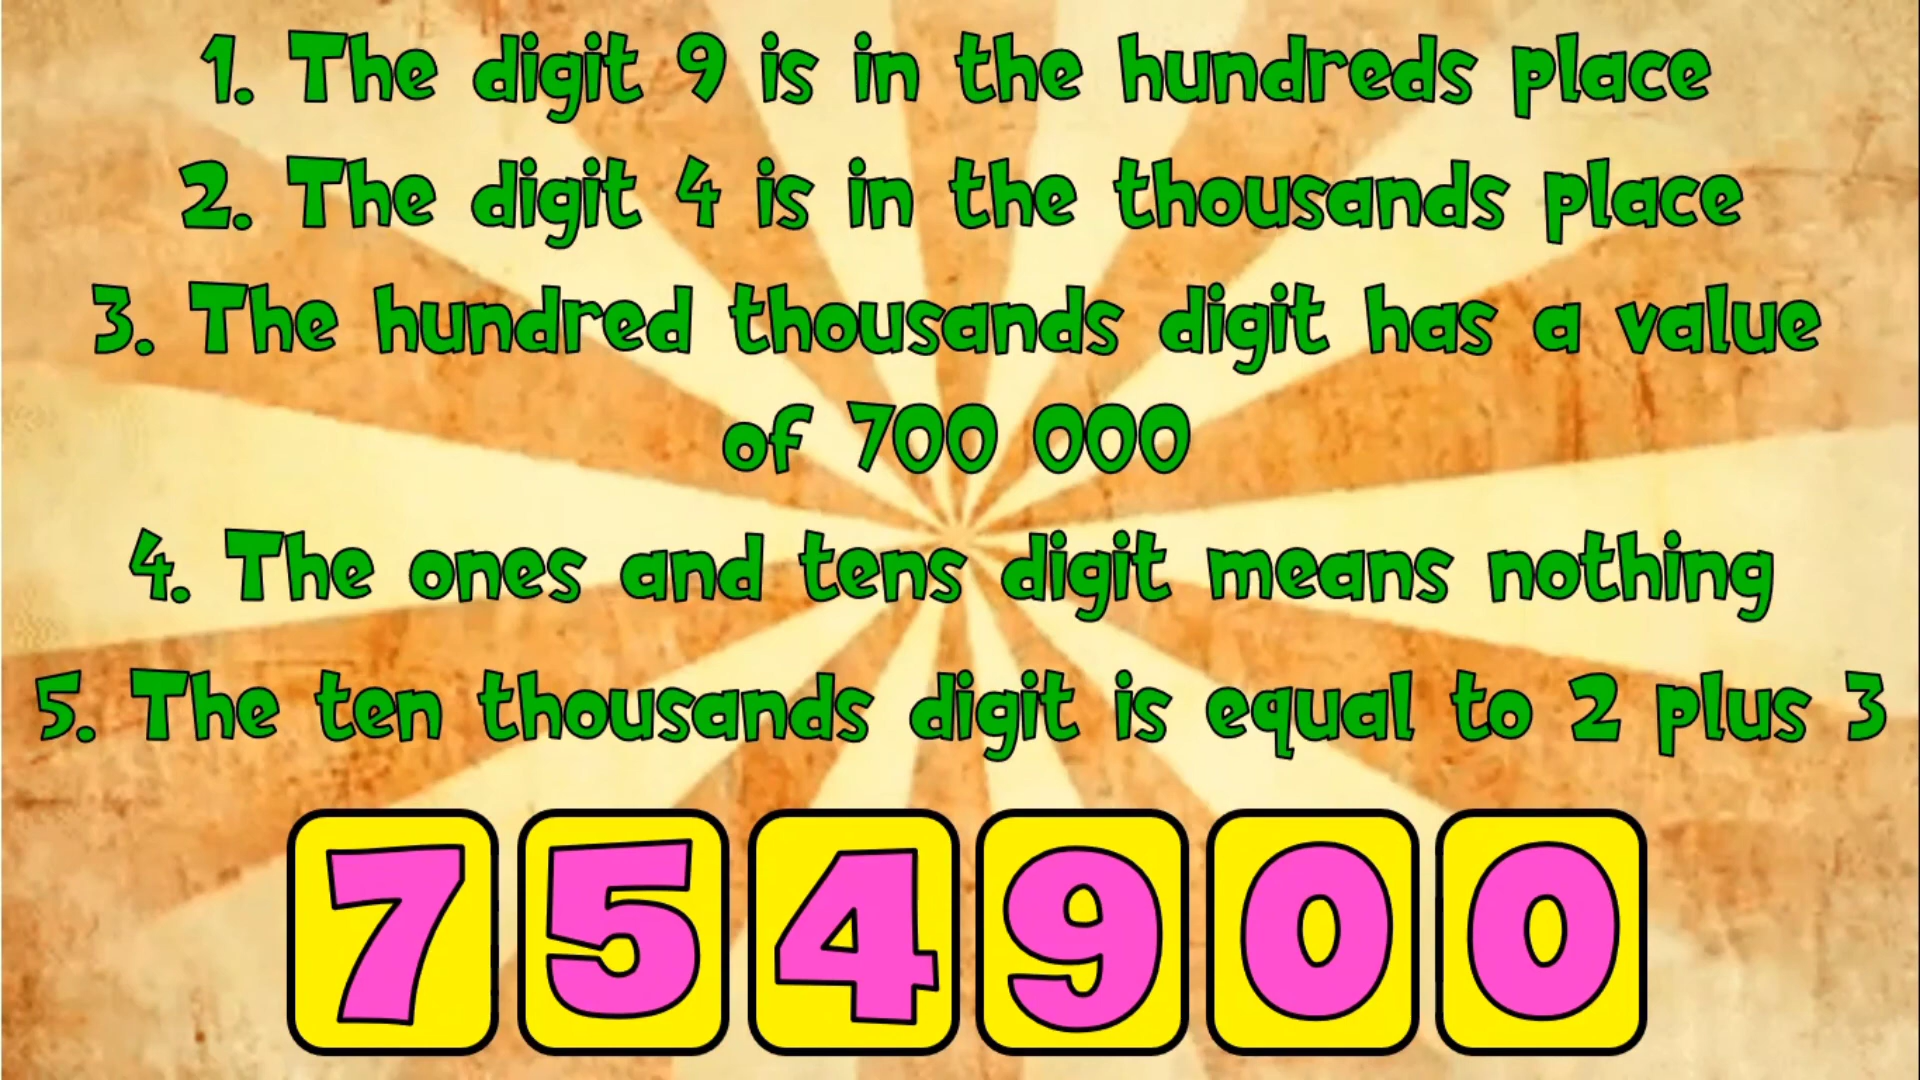 1. The digit 9 is in the hundreds place
2. The digit 4 is in the thousands place
3. The hundred thousands digit has a value
of 700 000
4. The ones and tens digit means nothing
5. The ten thousands digit is equal to 2 plus 3
7 5 4 9 0 0